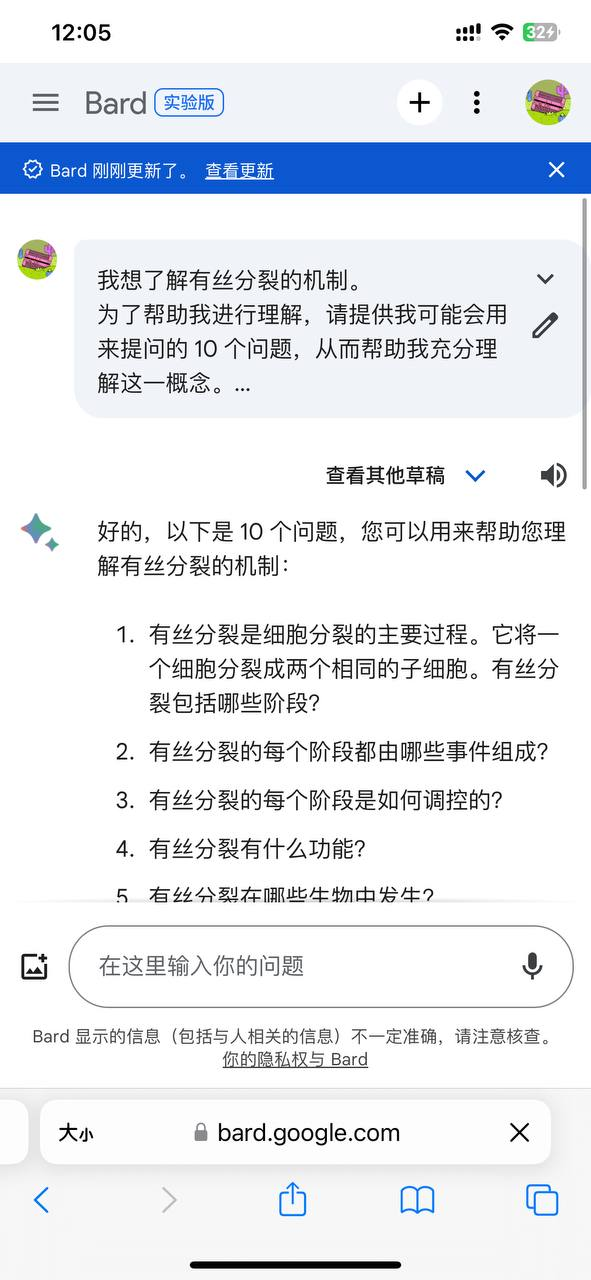 12:05
32
Bard 实验版
Bard 刚刚更新了。 查看更新
我想了解有丝分裂的机制。
为了帮助我进行理解，请提供我可能会用
来提问的 10 个问题，从而帮助我充分理
解这一概念。...
查看其他草稿
好的，以下是 10 个问题，您可以用来帮助您理
解有丝分裂的机制：
1. 有丝分裂是细胞分裂的主要过程。它将一
个细胞分裂成两个相同的子细胞。有丝分
裂包括哪些阶段?
2. 有丝分裂的每个阶段都由哪些事件组成?
3. 有丝分裂的每个阶段是如何调控的?
4. 有丝分裂有什么功能?
5. 有丝分裂在哪些生物中发生?
在这里输入你的问题
Bard 显示的信息（包括与人相关的信息）不一定准确，请注意核查。
你的隐私权与 Bard
大小 bard.google.com